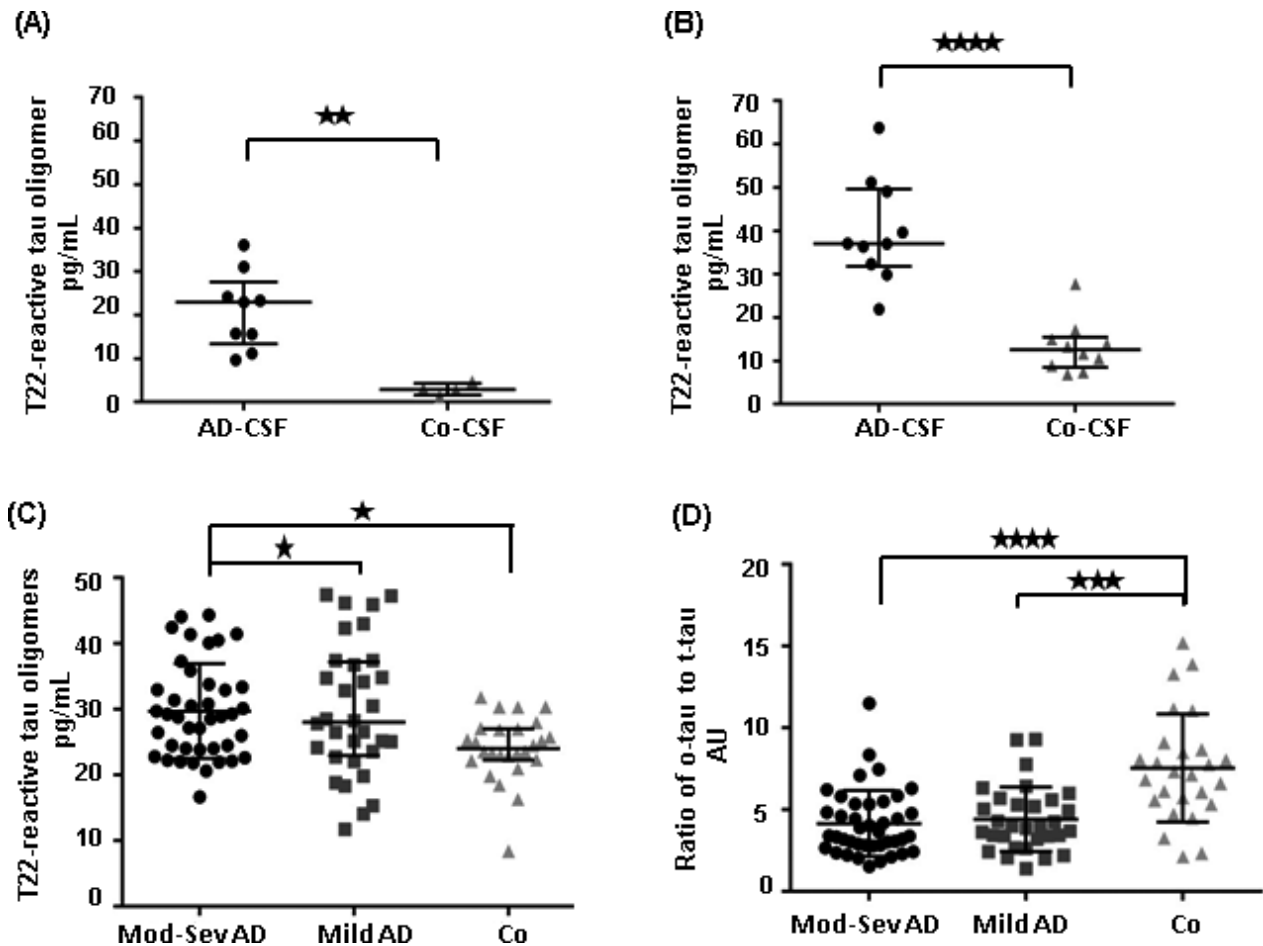 (A)
★★
T22-reactive tau oligomer
pg/mL
70
60
50
40
30
20
10
0
AD-CSF Co-CSF
(B)
★★★★
T22-reactive tau oligomer
pg/mL
70
60
50
40
30
20
10
0
AD-CSF Co-CSF
(C)
★
★
T22-reactive tau oligomers
pg/mL
50
40
30
20
10
0
Mod-Sev AD Mild AD Co
(D)
★★★★
★★★
Ratio of o-tau to t-tau
AU
20
15
10
5
0
Mod-Sev AD Mild AD Co